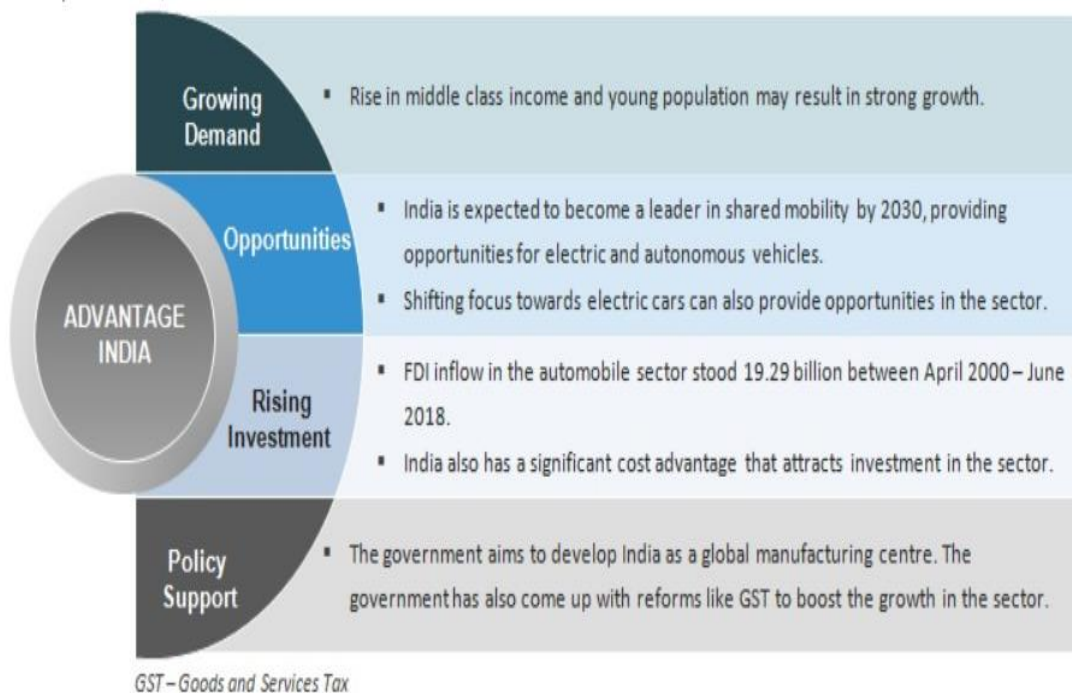 Growing
Demand
▪ Rise in middle class income and young population may result in strong growth.
ADVANTAGE
INDIA
Opportunities
▪ India is expected to become a leader in shared mobility by 2030, providing
opportunities for electric and autonomous vehicles.
▪ Shifting focus towards electric cars can also provide opportunities in the sector.
Rising
Investment
▪ FDI inflow in the automobile sector stood 19.29 billion between April 2000 – June
2018.
▪ India also has a significant cost advantage that attracts investment in the sector.
Policy
Support
▪ The government aims to develop India as a global manufacturing centre. The
government has also come up with reforms like GST to boost the growth in the sector.
GST – Goods and Services Tax